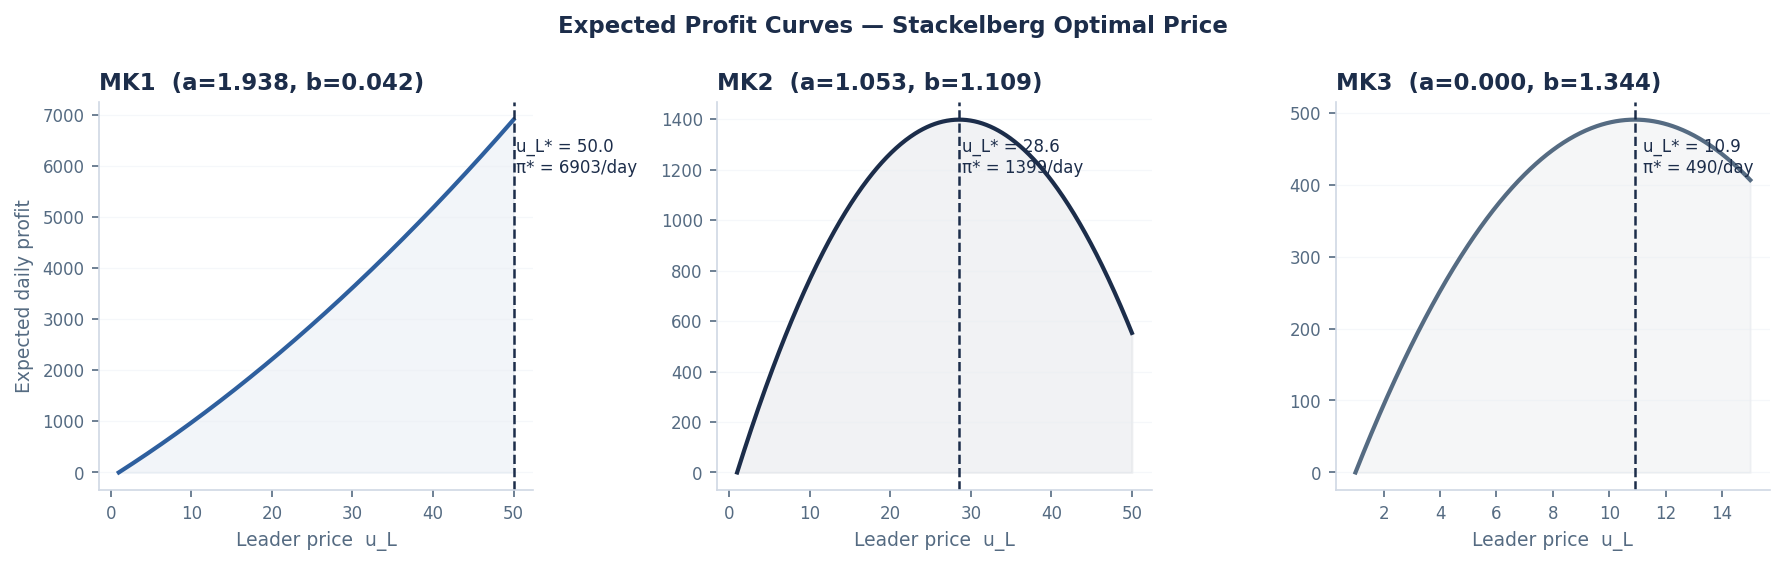 Expected Profit Curves — Stackelberg Optimal Price
MK1 (a=1.938, b=0.042)
Expected daily profit
7000
6000
5000
4000
3000
2000
1000
0
u_L* = 50.0
π* = 6903/day
0 10 20 30 40 50
Leader price u_L
MK2 (a=1.053, b=1.109)
1400
1200
1000
800
600
400
200
0
u_L* = 28.6
π* = 1399/day
0 10 20 30 40 50
Leader price u_L
MK3 (a=0.000, b=1.344)
500
400
300
200
100
0
u_L* = 10.9
π* = 490/day
2 4 6 8 10 12 14
Leader price u_L